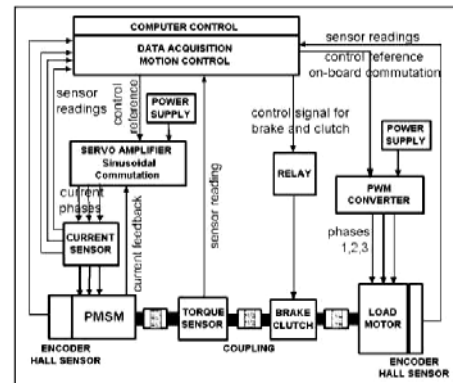 COMPUTER CONTROL
DATA ACQUISITION
MOTION CONTROL
sensor readings
control reference
on-board commutation
sensor
readings
control
reference
POWER
SUPPLY
control signal for
brake and clutch
POWER
SUPPLY
SERVO AMPLIFIER
Sinusoidal
Commutation
RELAY
PWM
CONVERTER
current
phases
current feedback
sensor reading
phases
1,2,3
CURRENT
SENSOR
PMSM
TORQUE
SENSOR
BRAKE
CLUTCH
LOAD
MOTOR
ENCODER
HALL SENSOR
COUPLING
ENCODER
HALL SENSOR